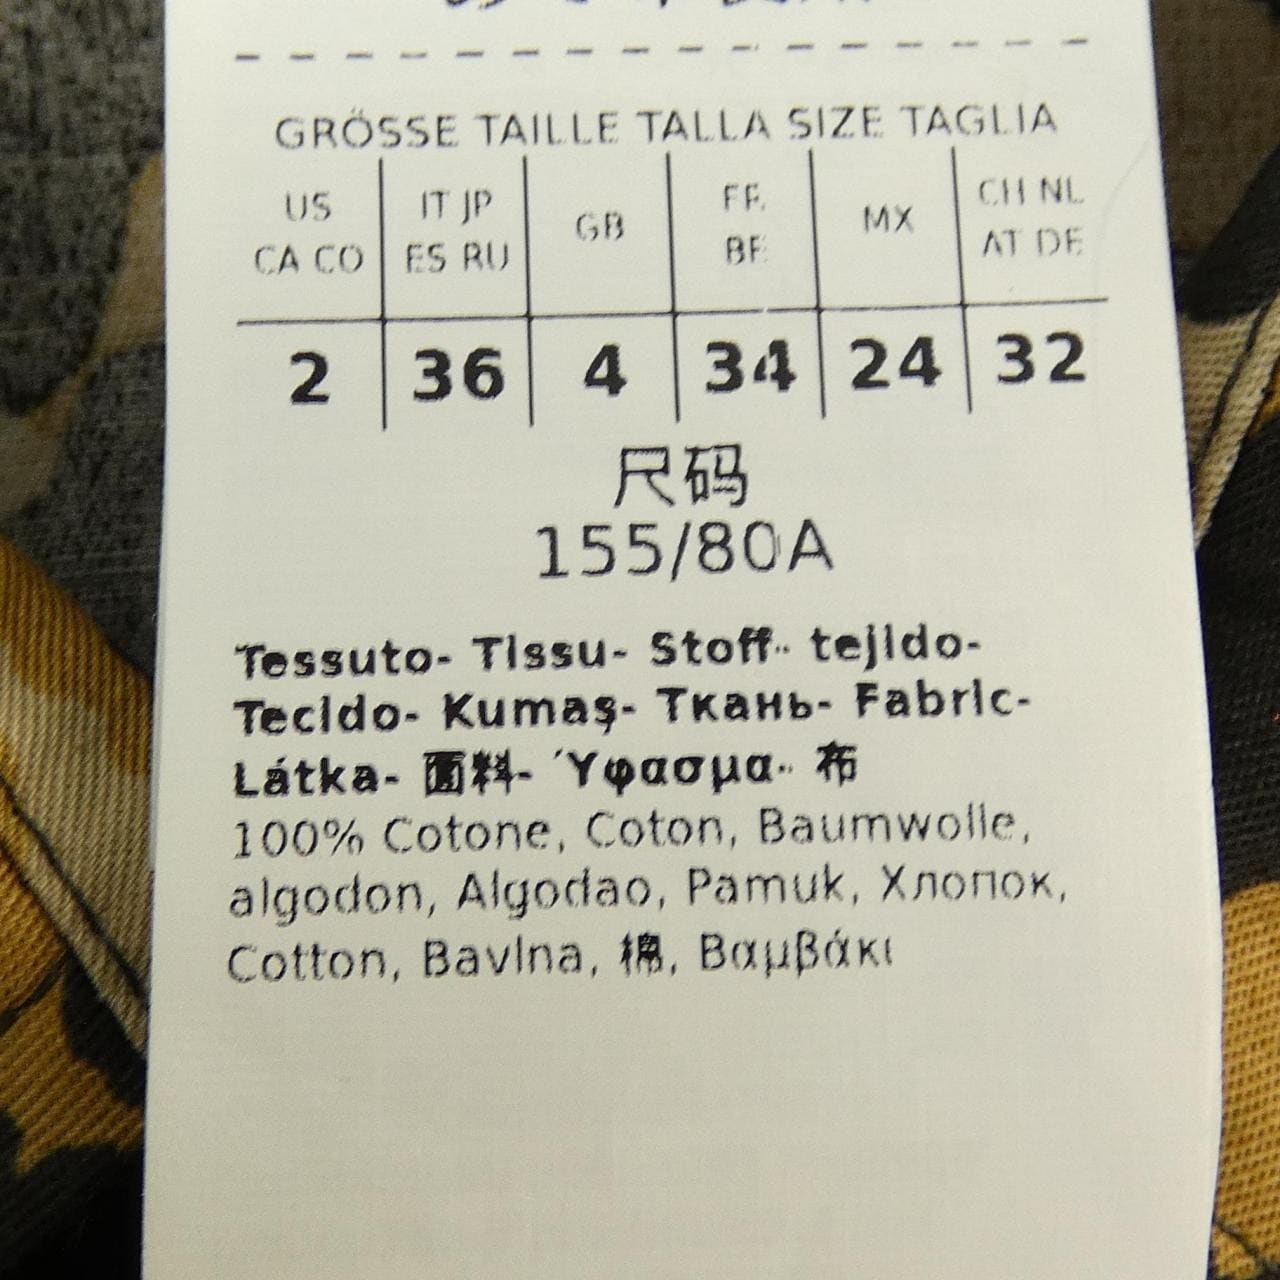 GRÖSSE TAILLE TALLA SIZE TAGLIA
US CA CO
IT JP ES RU
GB
FR BE
MX
CH NL AT DE
2 36 4 34 24 32
尺码
155/80A
Tessuto- Tissu- Stoff- tejido-
Tecido- Kumaş- Ткань- Fabric-
Látka- 面料- Ύφασμα- 布
100% Cotone, Coton, Baumwolle,
algodon, Algodao, Pamuk, Хлопок,
Cotton, Bavlna, 棉, Βαμβάκι